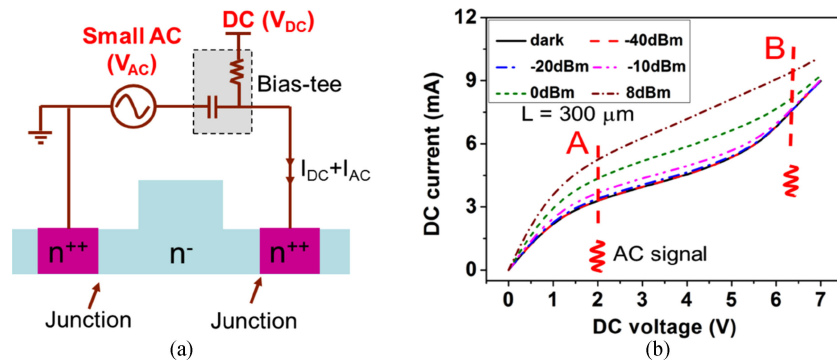 (a)
DC (V_DC)
Small AC
(V_AC)
Bias-tee
I_DC+I_AC
n++
n-
n++
Junction
Junction
(b)
DC current (mA)
12
9
6
3
0
dark
-40dBm
-20dBm
-10dBm
0dBm
8dBm
L = 300 μm
A
B
AC signal
0 1 2 3 4 5 6 7
DC voltage (V)